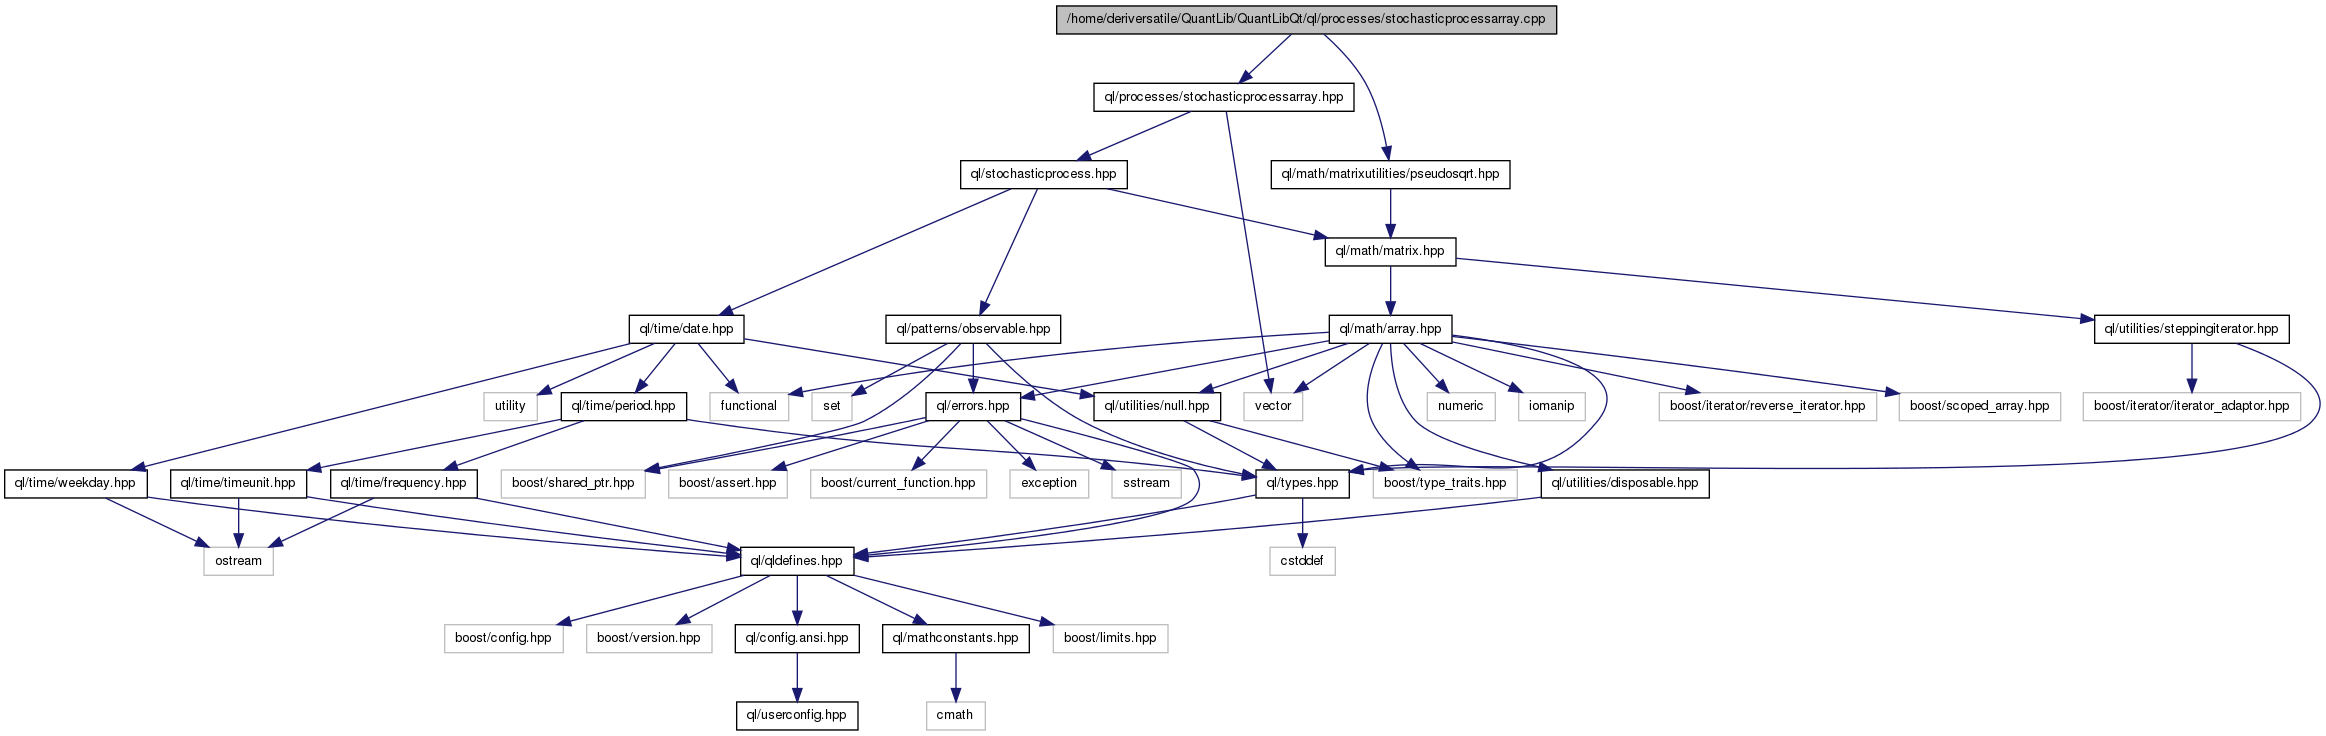 /home/deriversatile/QuantLib/QuantLibQt/ql/processes/stochasticprocessarray.cpp
ql/processes/stochasticprocessarray.hpp
ql/stochasticprocess.hpp
ql/math/matrixutilities/pseudosqrt.hpp
ql/math/matrix.hpp
ql/time/date.hpp
ql/patterns/observable.hpp
ql/math/array.hpp
ql/utilities/steppingiterator.hpp
utility
ql/time/period.hpp
functional
set
ql/errors.hpp
ql/utilities/null.hpp
vector
numeric
iomanip
boost/iterator/reverse_iterator.hpp
boost/scoped_array.hpp
boost/iterator/iterator_adaptor.hpp
ql/time/weekday.hpp
ql/time/timeunit.hpp
ql/time/frequency.hpp
boost/shared_ptr.hpp
boost/assert.hpp
boost/current_function.hpp
exception
sstream
ql/types.hpp
boost/type_traits.hpp
ql/utilities/disposable.hpp
ostream
ql/qldefines.hpp
cstddef
boost/config.hpp
boost/version.hpp
ql/config.ansi.hpp
ql/mathconstants.hpp
boost/limits.hpp
ql/userconfig.hpp
cmath